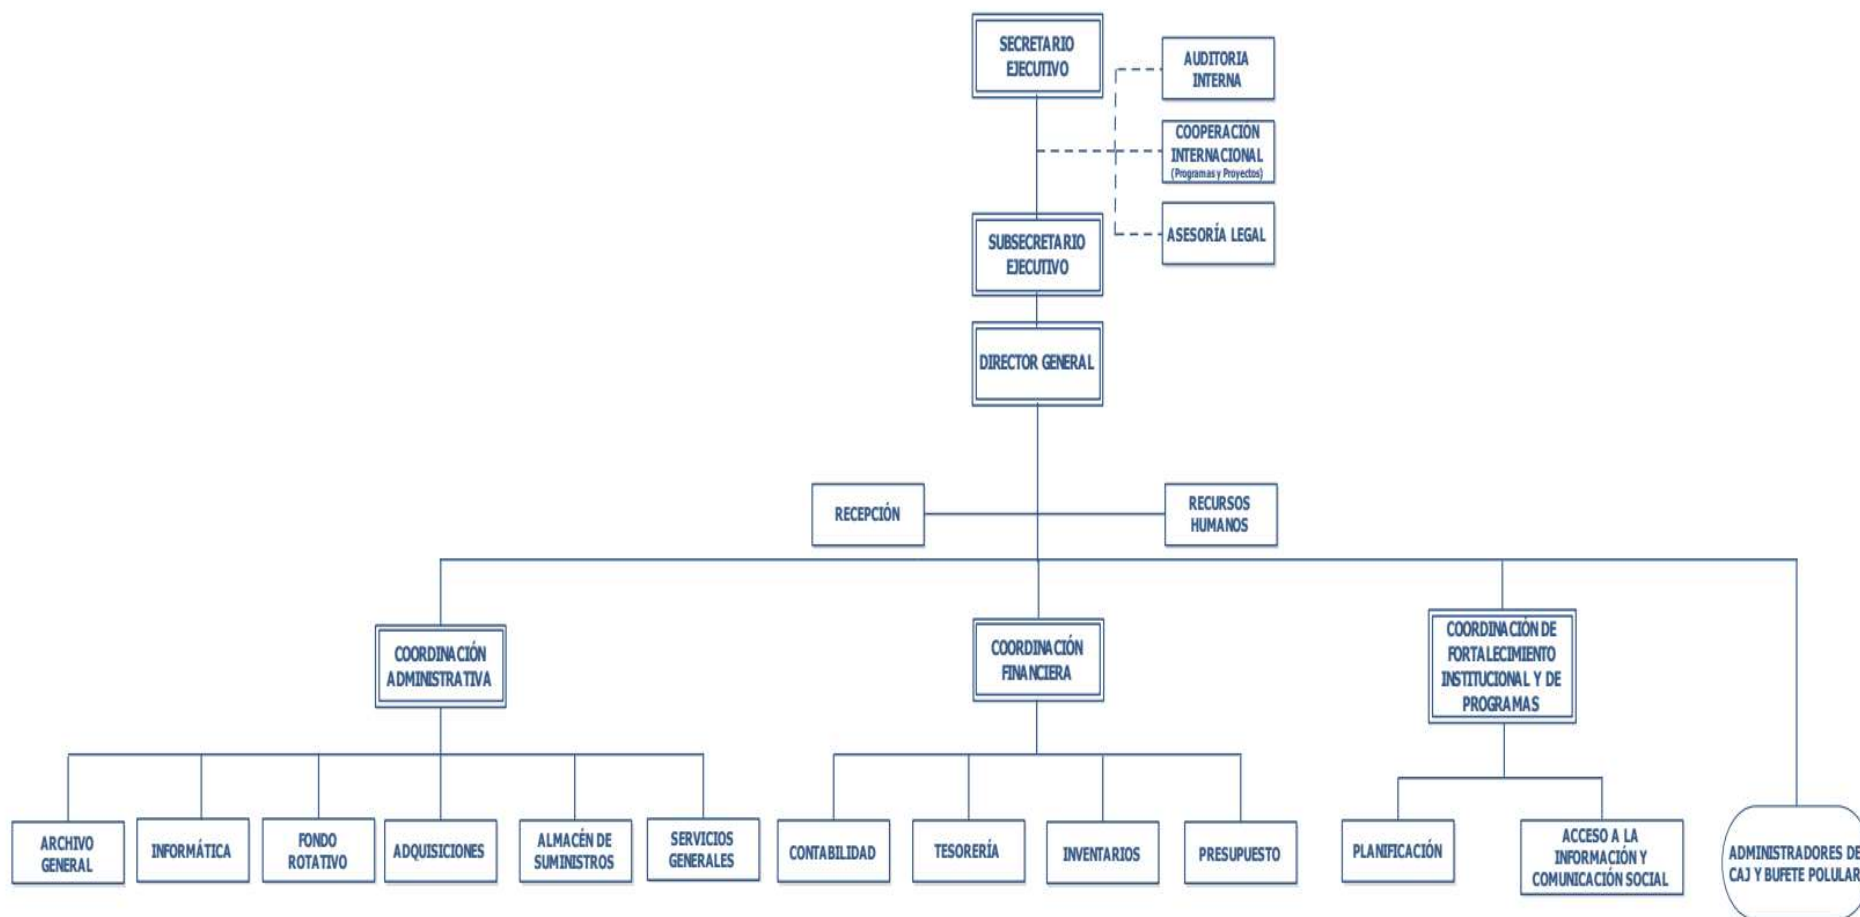 SECRETARIO
EJECUTIVO
AUDITORIA
INTERNA
COOPERACIÓN
INTERNACIONAL
(Programas y Proyectos)
SUBSECRETARIO
EJECUTIVO
ASESORÍA LEGAL
DIRECTOR GENERAL
RECEPCIÓN
RECURSOS
HUMANOS
COORDINACIÓN
ADMINISTRATIVA
COORDINACIÓN
FINANCIERA
COORDINACIÓN DE
FORTALECIMIENTO
INSTITUCIONAL Y DE
PROGRAMAS
ARCHIVO
GENERAL
INFORMÁTICA
FONDO
ROTATIVO
ADQUISICIONES
ALMACÉN DE
SUMINISTROS
SERVICIOS
GENERALES
CONTABILIDAD
TESORERÍA
INVENTARIOS
PRESUPUESTO
PLANIFICACIÓN
ACCESO A LA
INFORMACIÓN Y
COMUNICACIÓN SOCIAL
ADMINISTRADORES DE
CAJ Y BUFETE POLULAR